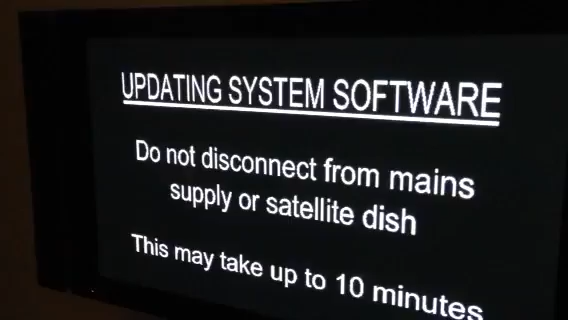 UPDATING SYSTEM SOFTWARE
Do not disconnect from mains
supply or satellite dish
This may take up to 10 minutes